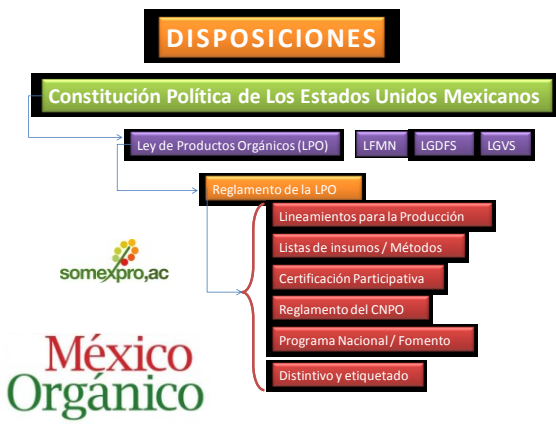 DISPOSICIONES
Constitución Política de Los Estados Unidos Mexicanos
Ley de Productos Orgánicos (LPO)
LFMN
LGDFS
LGVS
Reglamento de la LPO
Lineamientos para la Producción
Listas de insumos / Métodos
Certificación Participativa
Reglamento del CNPO
Programa Nacional / Fomento
Distintivo y etiquetado
somexpro,ac
México
Orgánico